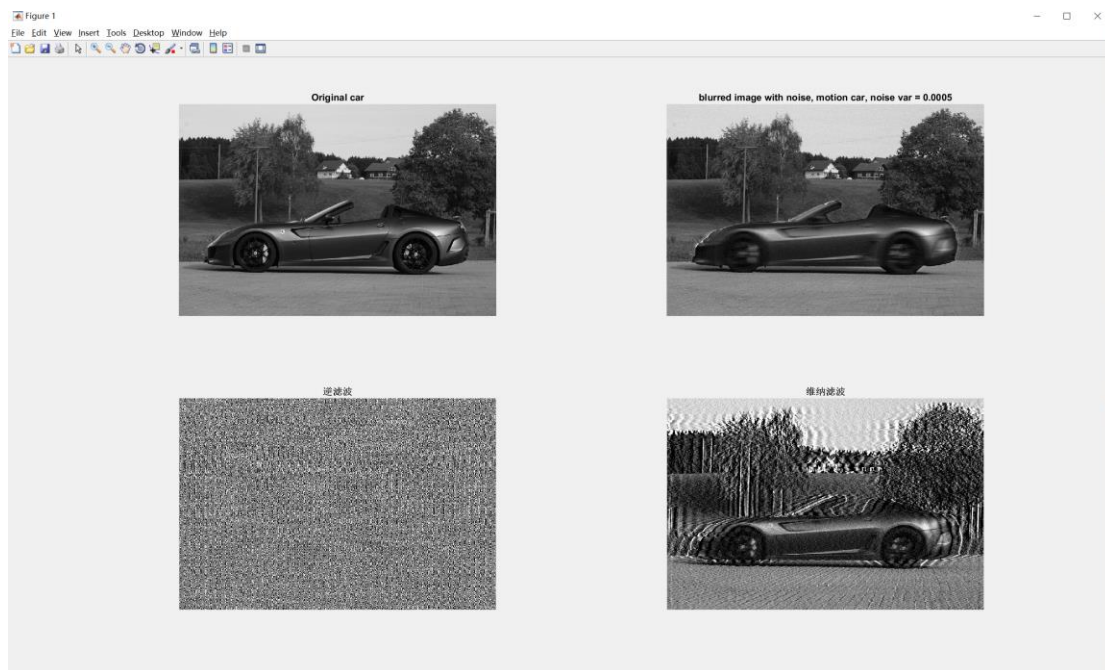 Figure 1
File Edit View Insert Tools Desktop Window Help
Original car
blurred image with noise, motion car, noise var = 0.0005
逆滤波
维纳滤波